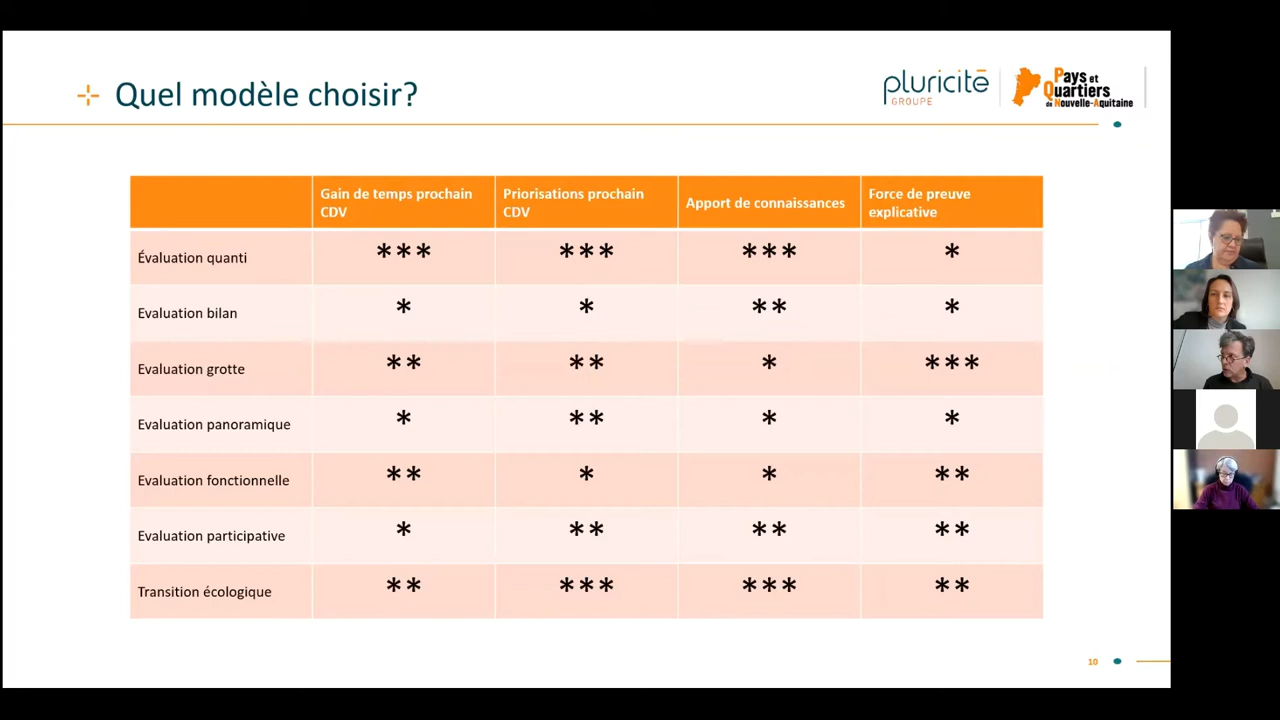 Quel modèle choisir?
pluricité
GROUPE
Pays et
Quartiers
de Nouvelle-Aquitaine
Gain de temps prochain
CDV
Priorisations prochain
CDV
Apport de connaissances
Force de preuve
explicative
Évaluation quanti
***
***
***
*
Evaluation bilan
*
*
**
*
Evaluation grotte
**
**
*
***
Evaluation panoramique
*
**
*
*
Evaluation fonctionnelle
**
*
*
**
Evaluation participative
*
**
**
**
Transition écologique
**
***
***
**
10